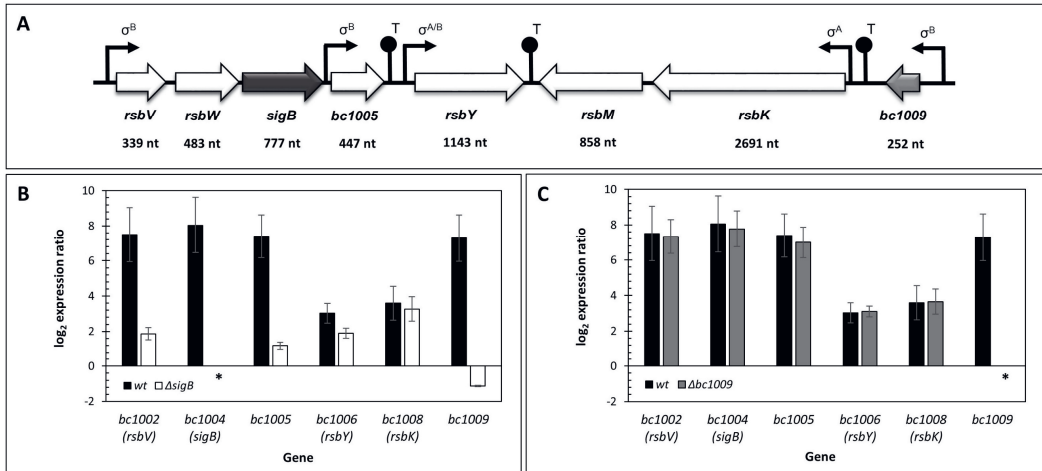 A
σB σB T σA/B T σA T σB
rsbV rsbW sigB bc1005 rsbY rsbM rsbK bc1009
339 nt 483 nt 777 nt 447 nt 1143 nt 858 nt 2691 nt 252 nt
B
log2 expression ratio
10
8
6
4
2
0
-2
*
wt ΔsigB
bc1002 bc1004 bc1005 bc1006 bc1008 bc1009
(rsbV) (sigB) (rsbY) (rsbK)
Gene
C
log2 expression ratio
10
8
6
4
2
0
-2
*
wt Δbc1009
bc1002 bc1004 bc1005 bc1006 bc1008 bc1009
(rsbV) (sigB) (rsbY) (rsbK)
Gene